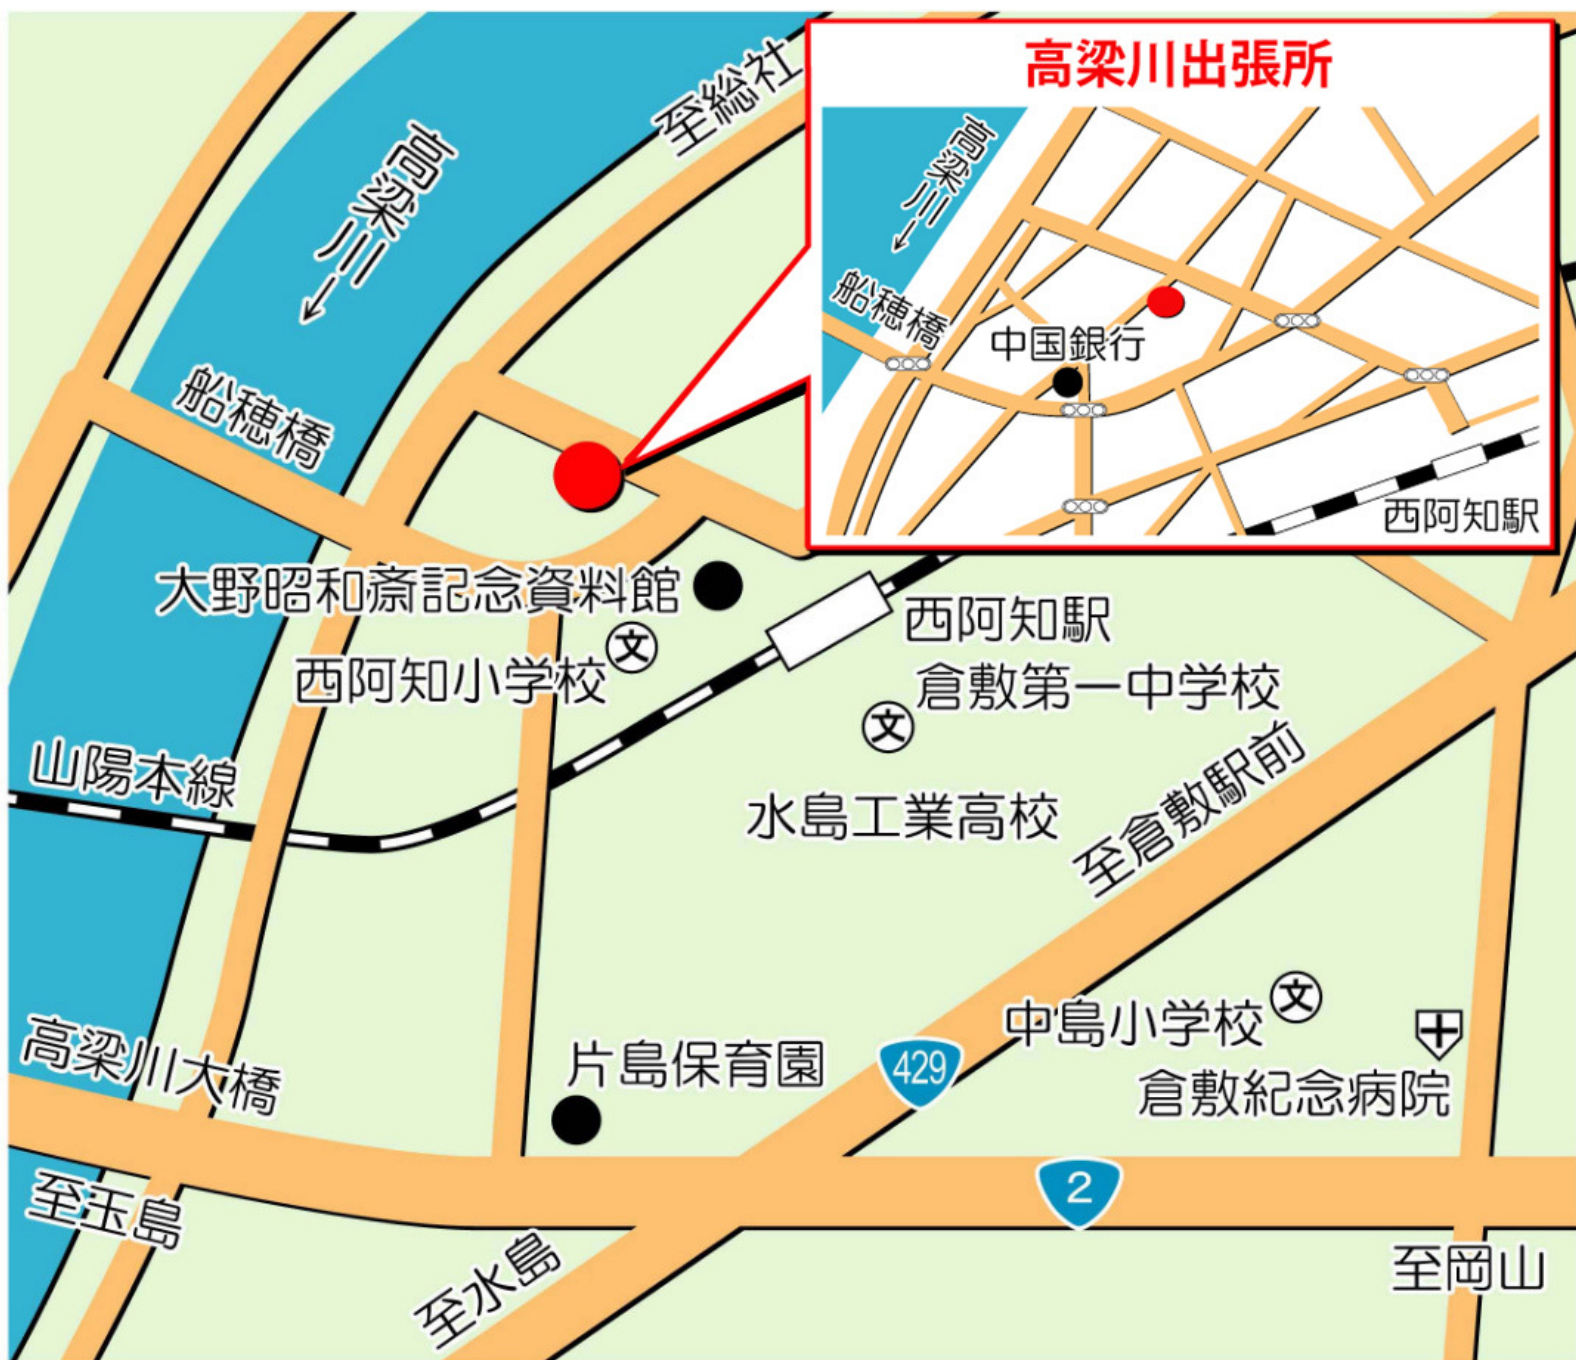 高梁川出張所
高梁川
船穂橋
中国銀行
西阿知駅
至総社
高梁川
船穂橋
大野昭和斎記念資料館
西阿知駅
西阿知小学校
文
倉敷第一中学校
文
山陽本線
水島工業高校
至倉敷駅前
中島小学校
文
高梁川大橋
片島保育園
429
倉敷紀念病院
2
至玉島
至水島
至岡山